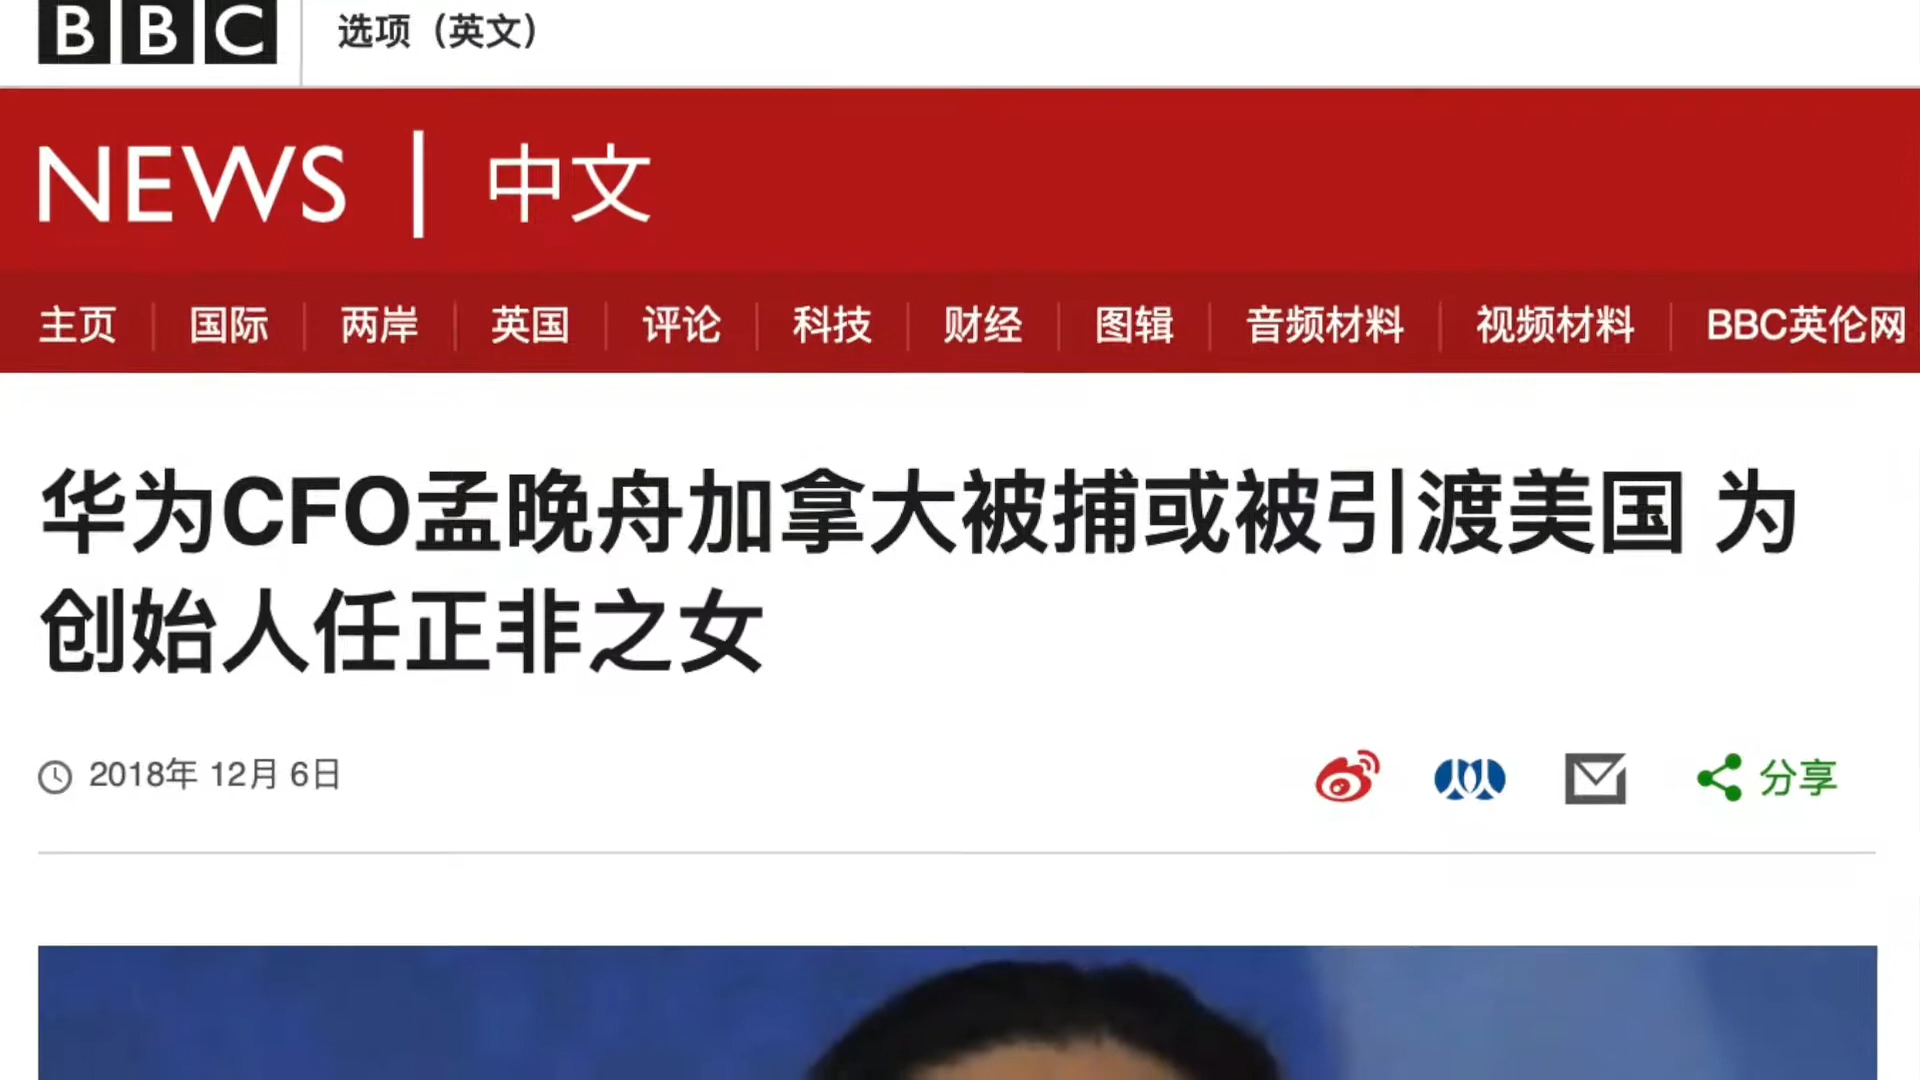 BBC
选项（英文）
NEWS | 中文
主页 国际 两岸 英国 评论 科技 财经 图辑 音频材料 视频材料 BBC英伦网
华为CFO孟晚舟加拿大被捕或被引渡美国 为
创始人任正非之女
2018年 12月 6日
分享